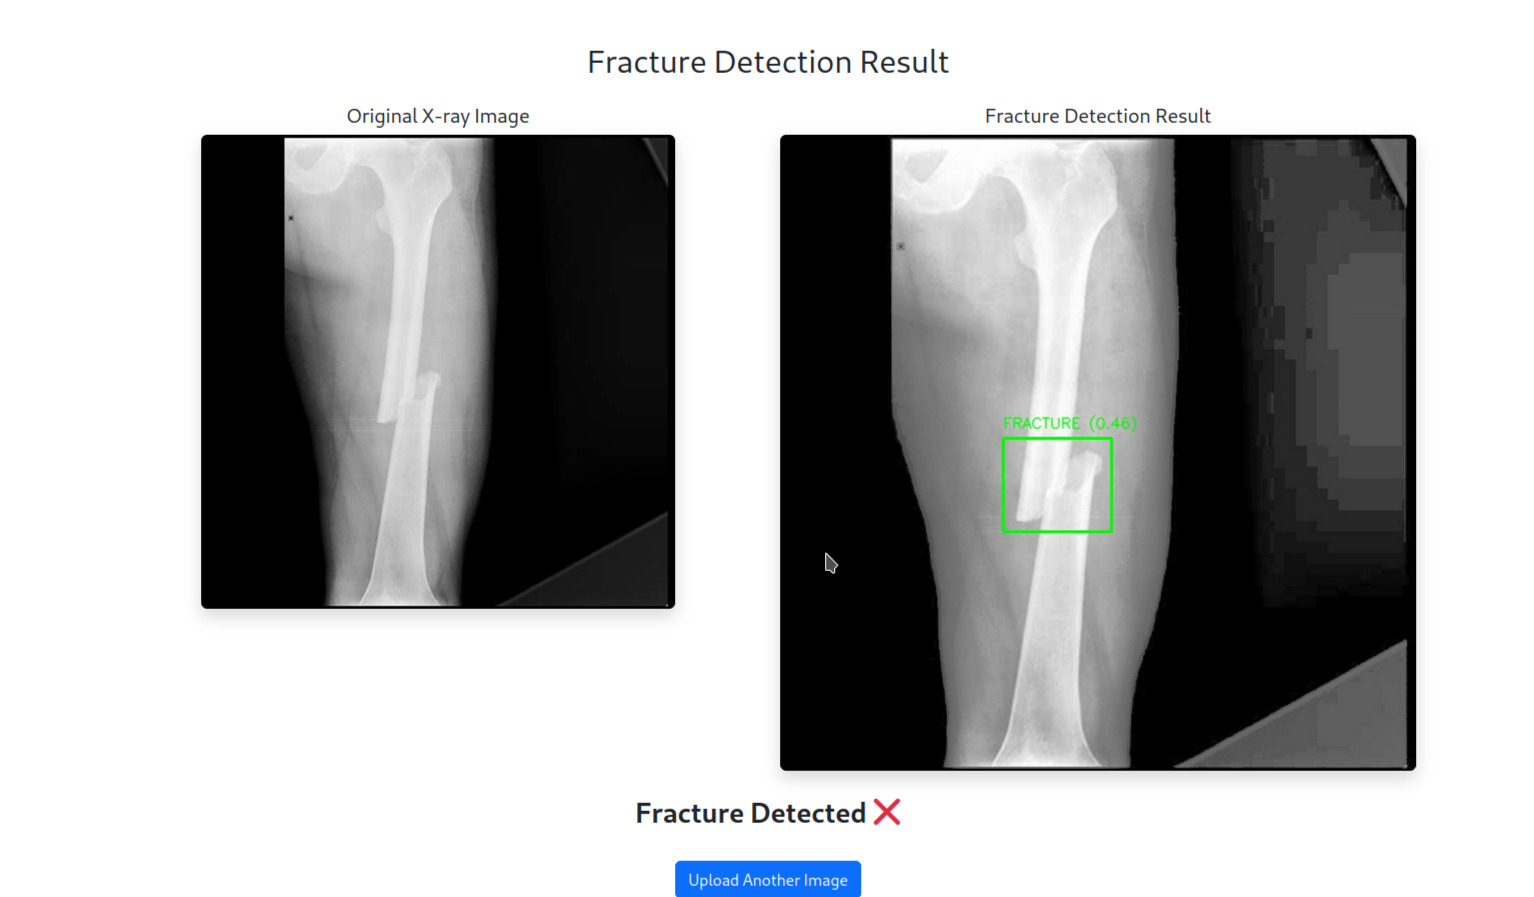 Fracture Detection Result
Original X-ray Image
Fracture Detection Result
FRACTURE (0.46)
Fracture Detected ❌
Upload Another Image